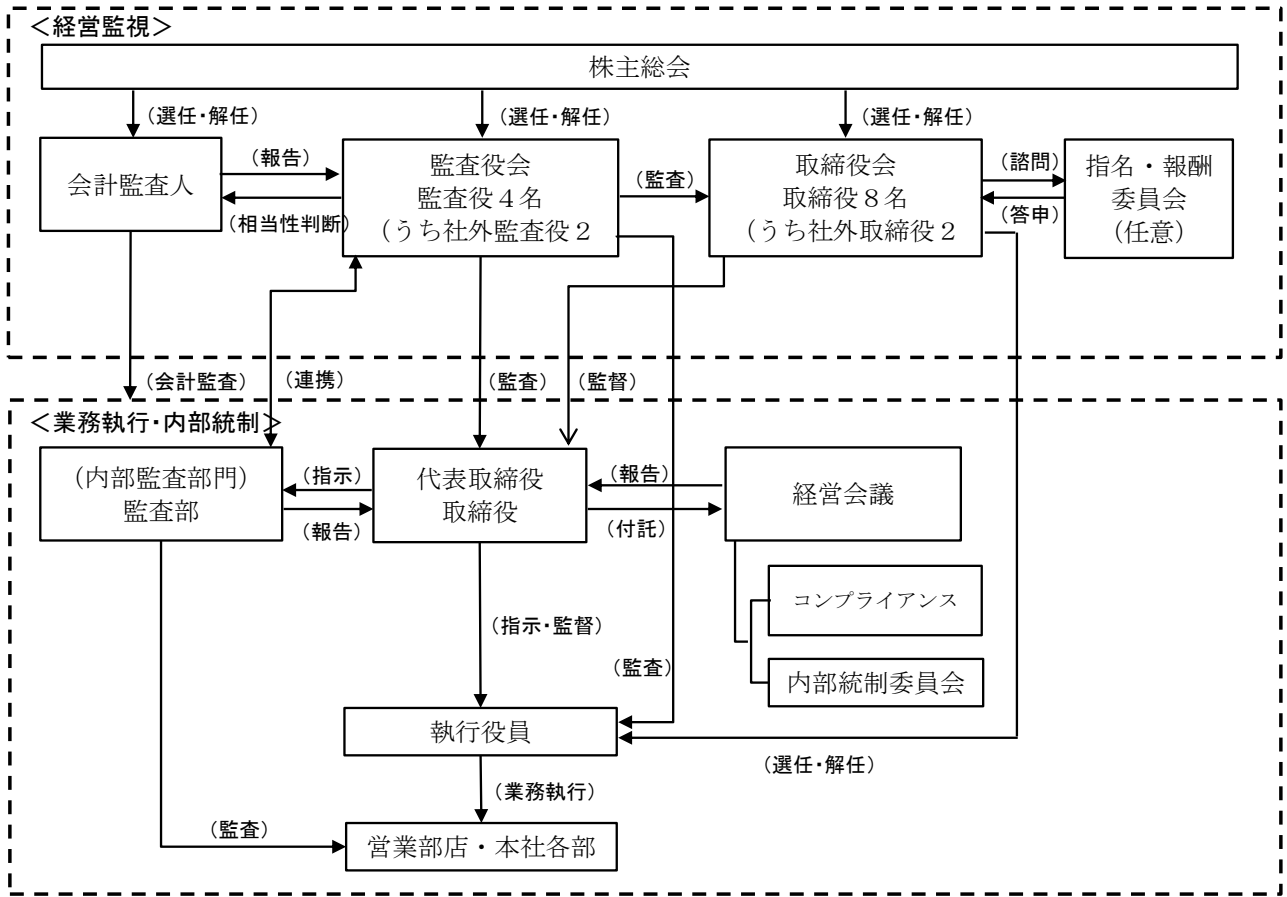 ＜経営監視＞
株主総会
（選任・解任）
（選任・解任）
（選任・解任）
会計監査人
（報告）
（相当性判断）
監査役会
監査役４名
（うち社外監査役２
（監査）
取締役会
取締役８名
（うち社外取締役２
（諮問）
（答申）
指名・報酬
委員会
（任意）
（会計監査）
（連携）
（監査）
（監督）
＜業務執行・内部統制＞
（内部監査部門）
監査部
（指示）
（報告）
代表取締役
取締役
（報告）
（付託）
経営会議
コンプライアンス
（指示・監督）
（監査）
内部統制委員会
執行役員
（選任・解任）
（業務執行）
（監査）
営業部店・本社各部